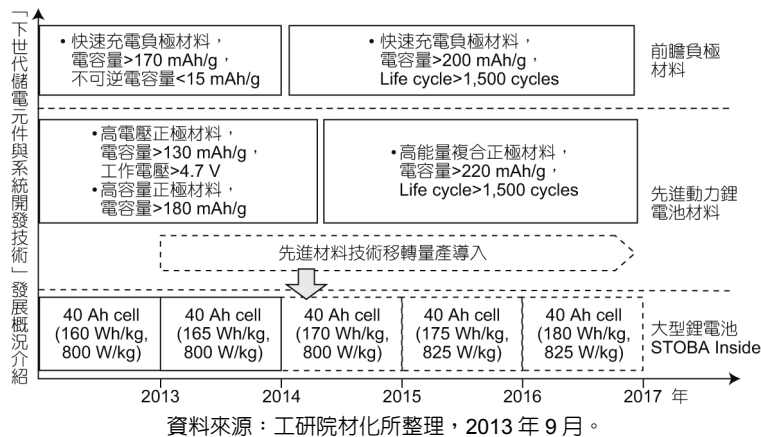 「下世代儲電元件與系統開發技術」發展概況介紹
•快速充電負極材料，
電容量>170 mAh/g，
不可逆電容量<15 mAh/g
•快速充電負極材料，
電容量>200 mAh/g，
Life cycle>1,500 cycles
前瞻負極
材料
•高電壓正極材料，
電容量>130 mAh/g，
工作電壓>4.7 V
•高容量正極材料，
電容量>180 mAh/g
•高能量複合正極材料，
電容量>220 mAh/g，
Life cycle>1,500 cycles
先進動力鋰
電池材料
先進材料技術移轉量產導入
40 Ah cell
(160 Wh/kg,
800 W/kg)
40 Ah cell
(165 Wh/kg,
800 W/kg)
40 Ah cell
(170 Wh/kg,
800 W/kg)
40 Ah cell
(175 Wh/kg,
825 W/kg)
40 Ah cell
(180 Wh/kg,
825 W/kg)
大型鋰電池
STOBA Inside
2013 2014 2015 2016 2017 年
資料來源：工研院材化所整理，2013 年 9 月。